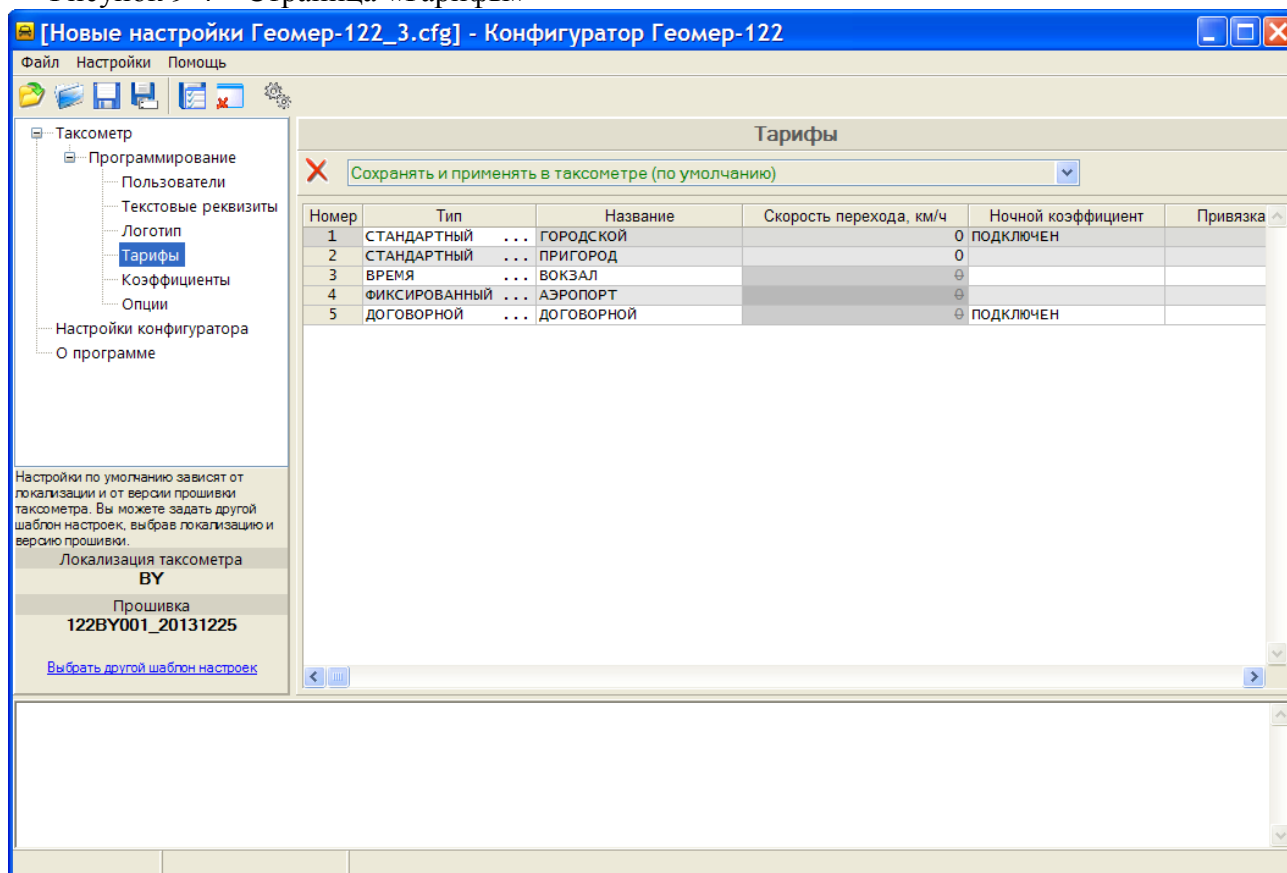 [Новые настройки Геомер-122_3.cfg] - Конфигуратор Геомер-122
Файл Настройки Помощь
Таксометр
Программирование
Пользователи
Текстовые реквизиты
Логотип
Тарифы
Коэффициенты
Опции
Настройки конфигуратора
О программе
Настройки по умолчанию зависят от
локализации и от версии прошивки
таксометра. Вы можете задать другой
шаблон настроек, выбрав локализацию и
версию прошивки.
Локализация таксометра
BY
Прошивка
122BY001_20131225
Выбрать другой шаблон настроек
Тарифы
Сохранять и применять в таксометре (по умолчанию)
Номер Тип Название Скорость перехода, км/ч Ночной коэффициент Привязка
1 СТАНДАРТНЫЙ ... ГОРОДСКОЙ 0 ПОДКЛЮЧЕН
2 СТАНДАРТНЫЙ ... ПРИГОРОД 0
3 ВРЕМЯ ... ВОКЗАЛ 0
4 ФИКСИРОВАННЫЙ ... АЭРОПОРТ 0
5 ДОГОВОРНОЙ ... ДОГОВОРНОЙ 0 ПОДКЛЮЧЕН